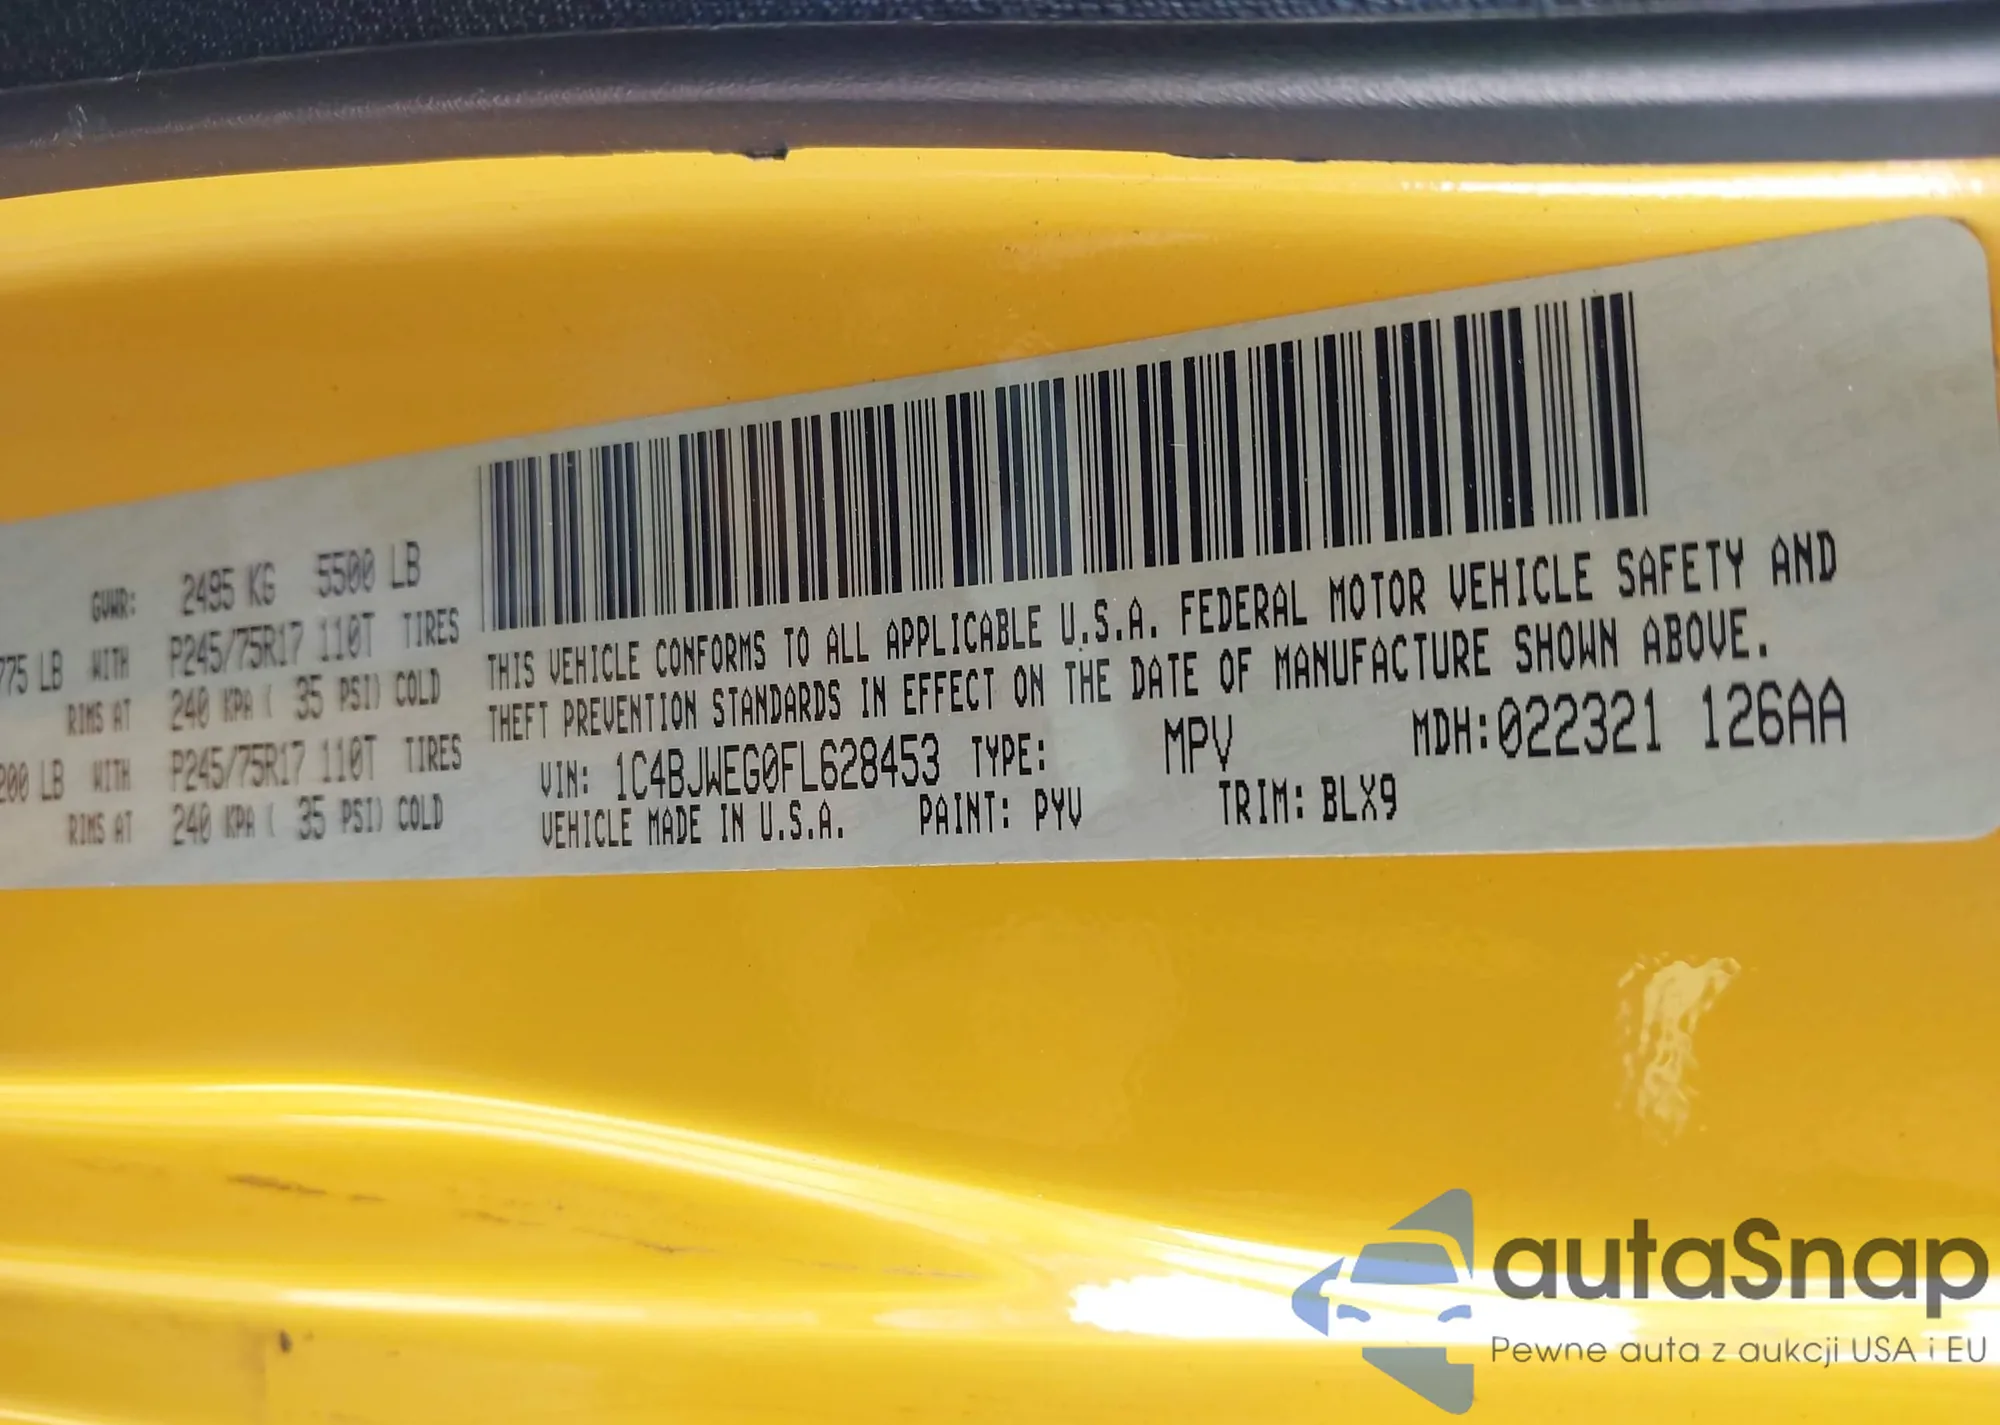 GVWR: 2495 KG 5500 LB
775 LB WITH P245/75R17 110T TIRES
RIMS AT 240 KPA ( 35 PSI) COLD
200 LB WITH P245/75R17 110T TIRES
RIMS AT 240 KPA ( 35 PSI) COLD
THIS VEHICLE CONFORMS TO ALL APPLICABLE U.S.A. FEDERAL MOTOR VEHICLE SAFETY AND
THEFT PREVENTION STANDARDS IN EFFECT ON THE DATE OF MANUFACTURE SHOWN ABOVE.
VIN: 1C4BJWEG0FL628453 TYPE: MPV MDH:022321 126AA
VEHICLE MADE IN U.S.A. PAINT: PYV TRIM: BLX9
autaSnap
Pewne auta z aukcji USA i EU